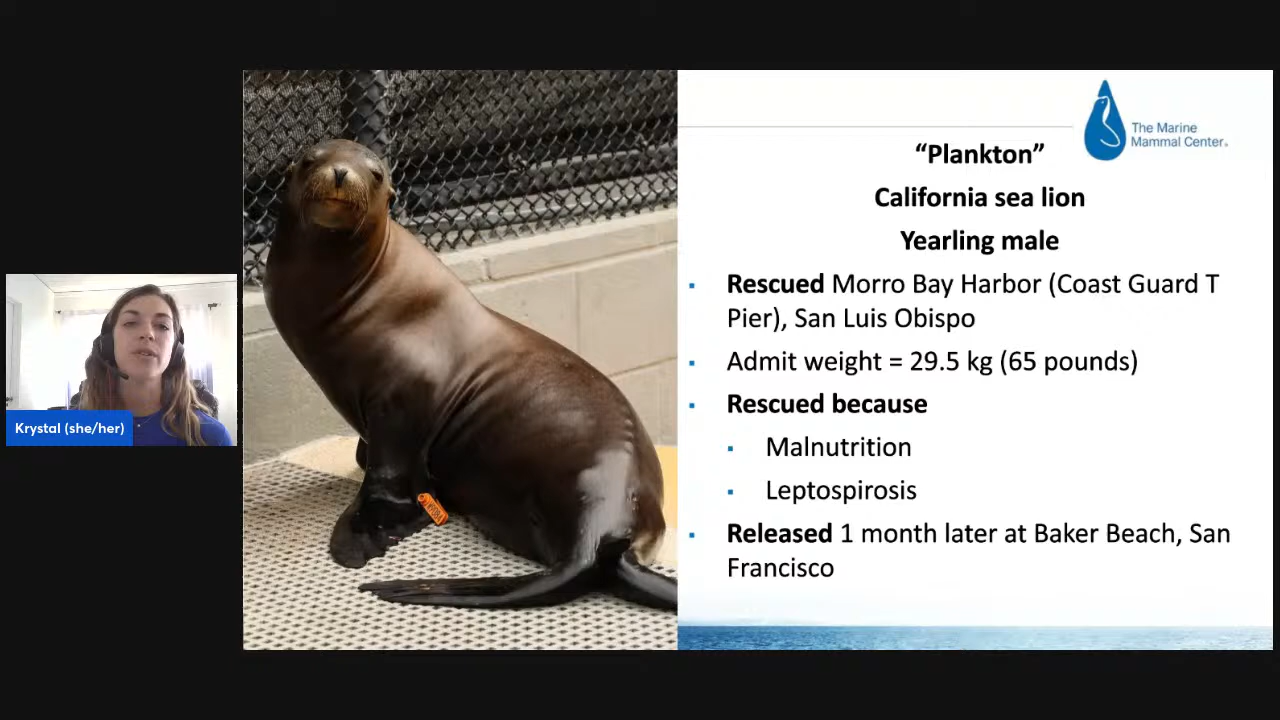 The Marine
Mammal Center®
“Plankton”
California sea lion
Yearling male
▪ Rescued Morro Bay Harbor (Coast Guard T
Pier), San Luis Obispo
▪ Admit weight = 29.5 kg (65 pounds)
▪ Rescued because
▪ Malnutrition
▪ Leptospirosis
▪ Released 1 month later at Baker Beach, San
Francisco
Krystal (she/her)